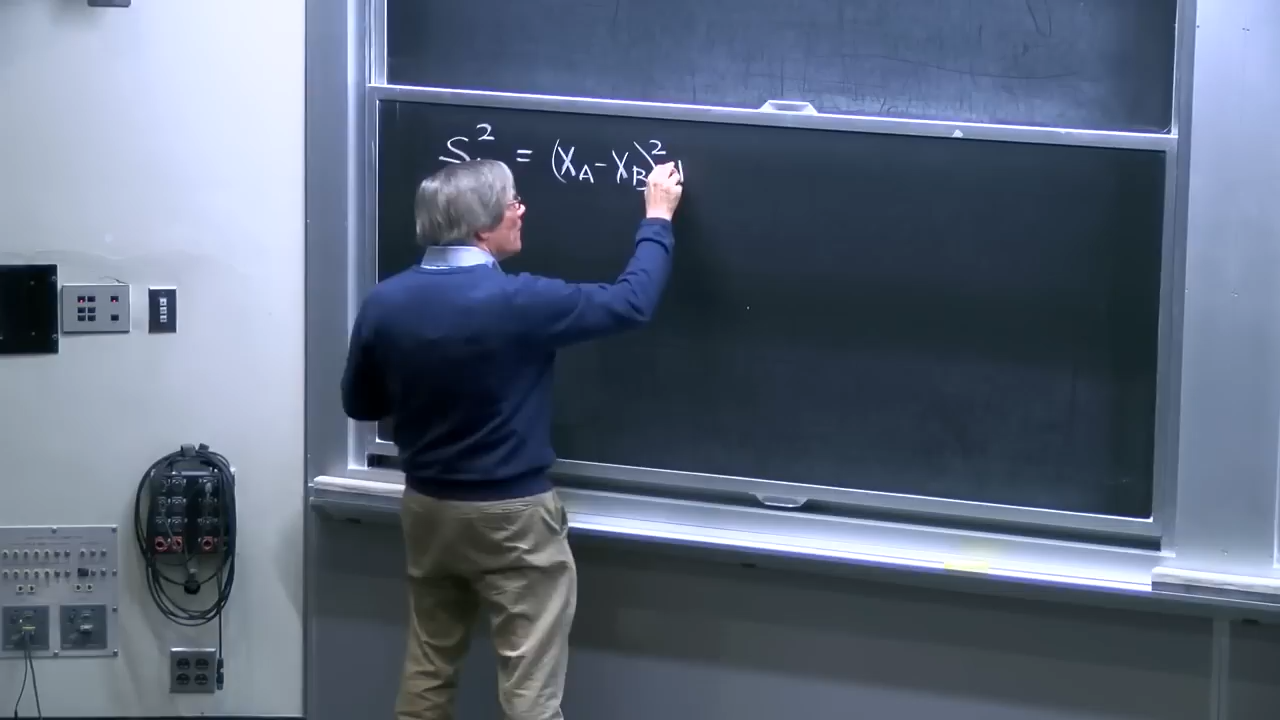 S² = (X_A - X_B)²